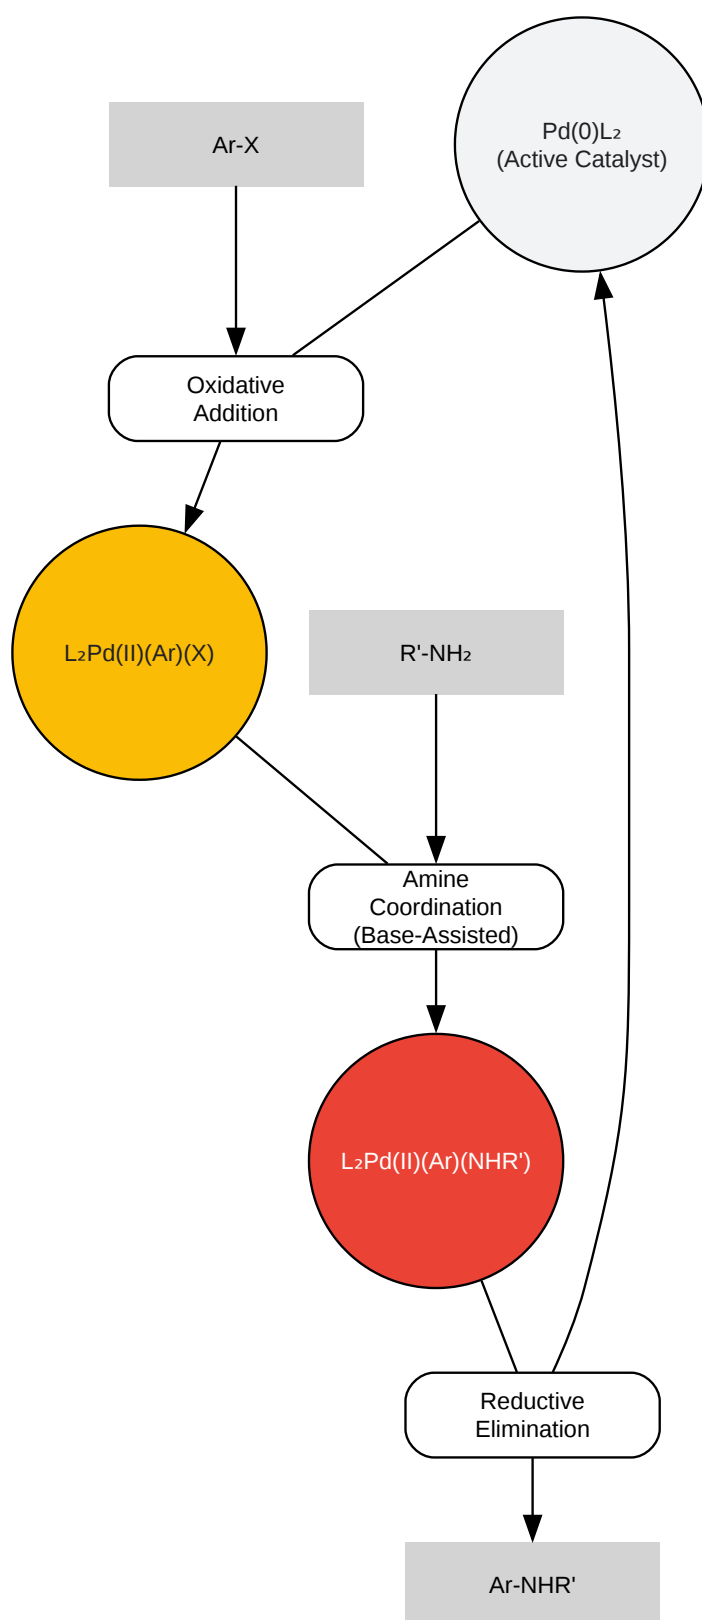 Ar-X
Pd(0)L₂
(Active Catalyst)
Oxidative
Addition
L₂Pd(II)(Ar)(X)
R'-NH₂
Amine
Coordination
(Base-Assisted)
L₂Pd(II)(Ar)(NHR')
Reductive
Elimination
Ar-NHR'